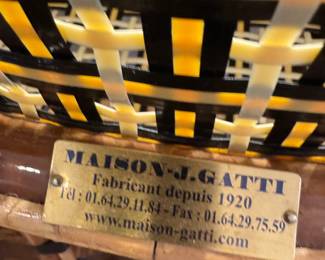 MAISON-J.GATTI
Fabricant depuis 1920
Tél : 01.64.29.11.84 - Fax : 01.64.29.75.59
www.maison-gatti.com